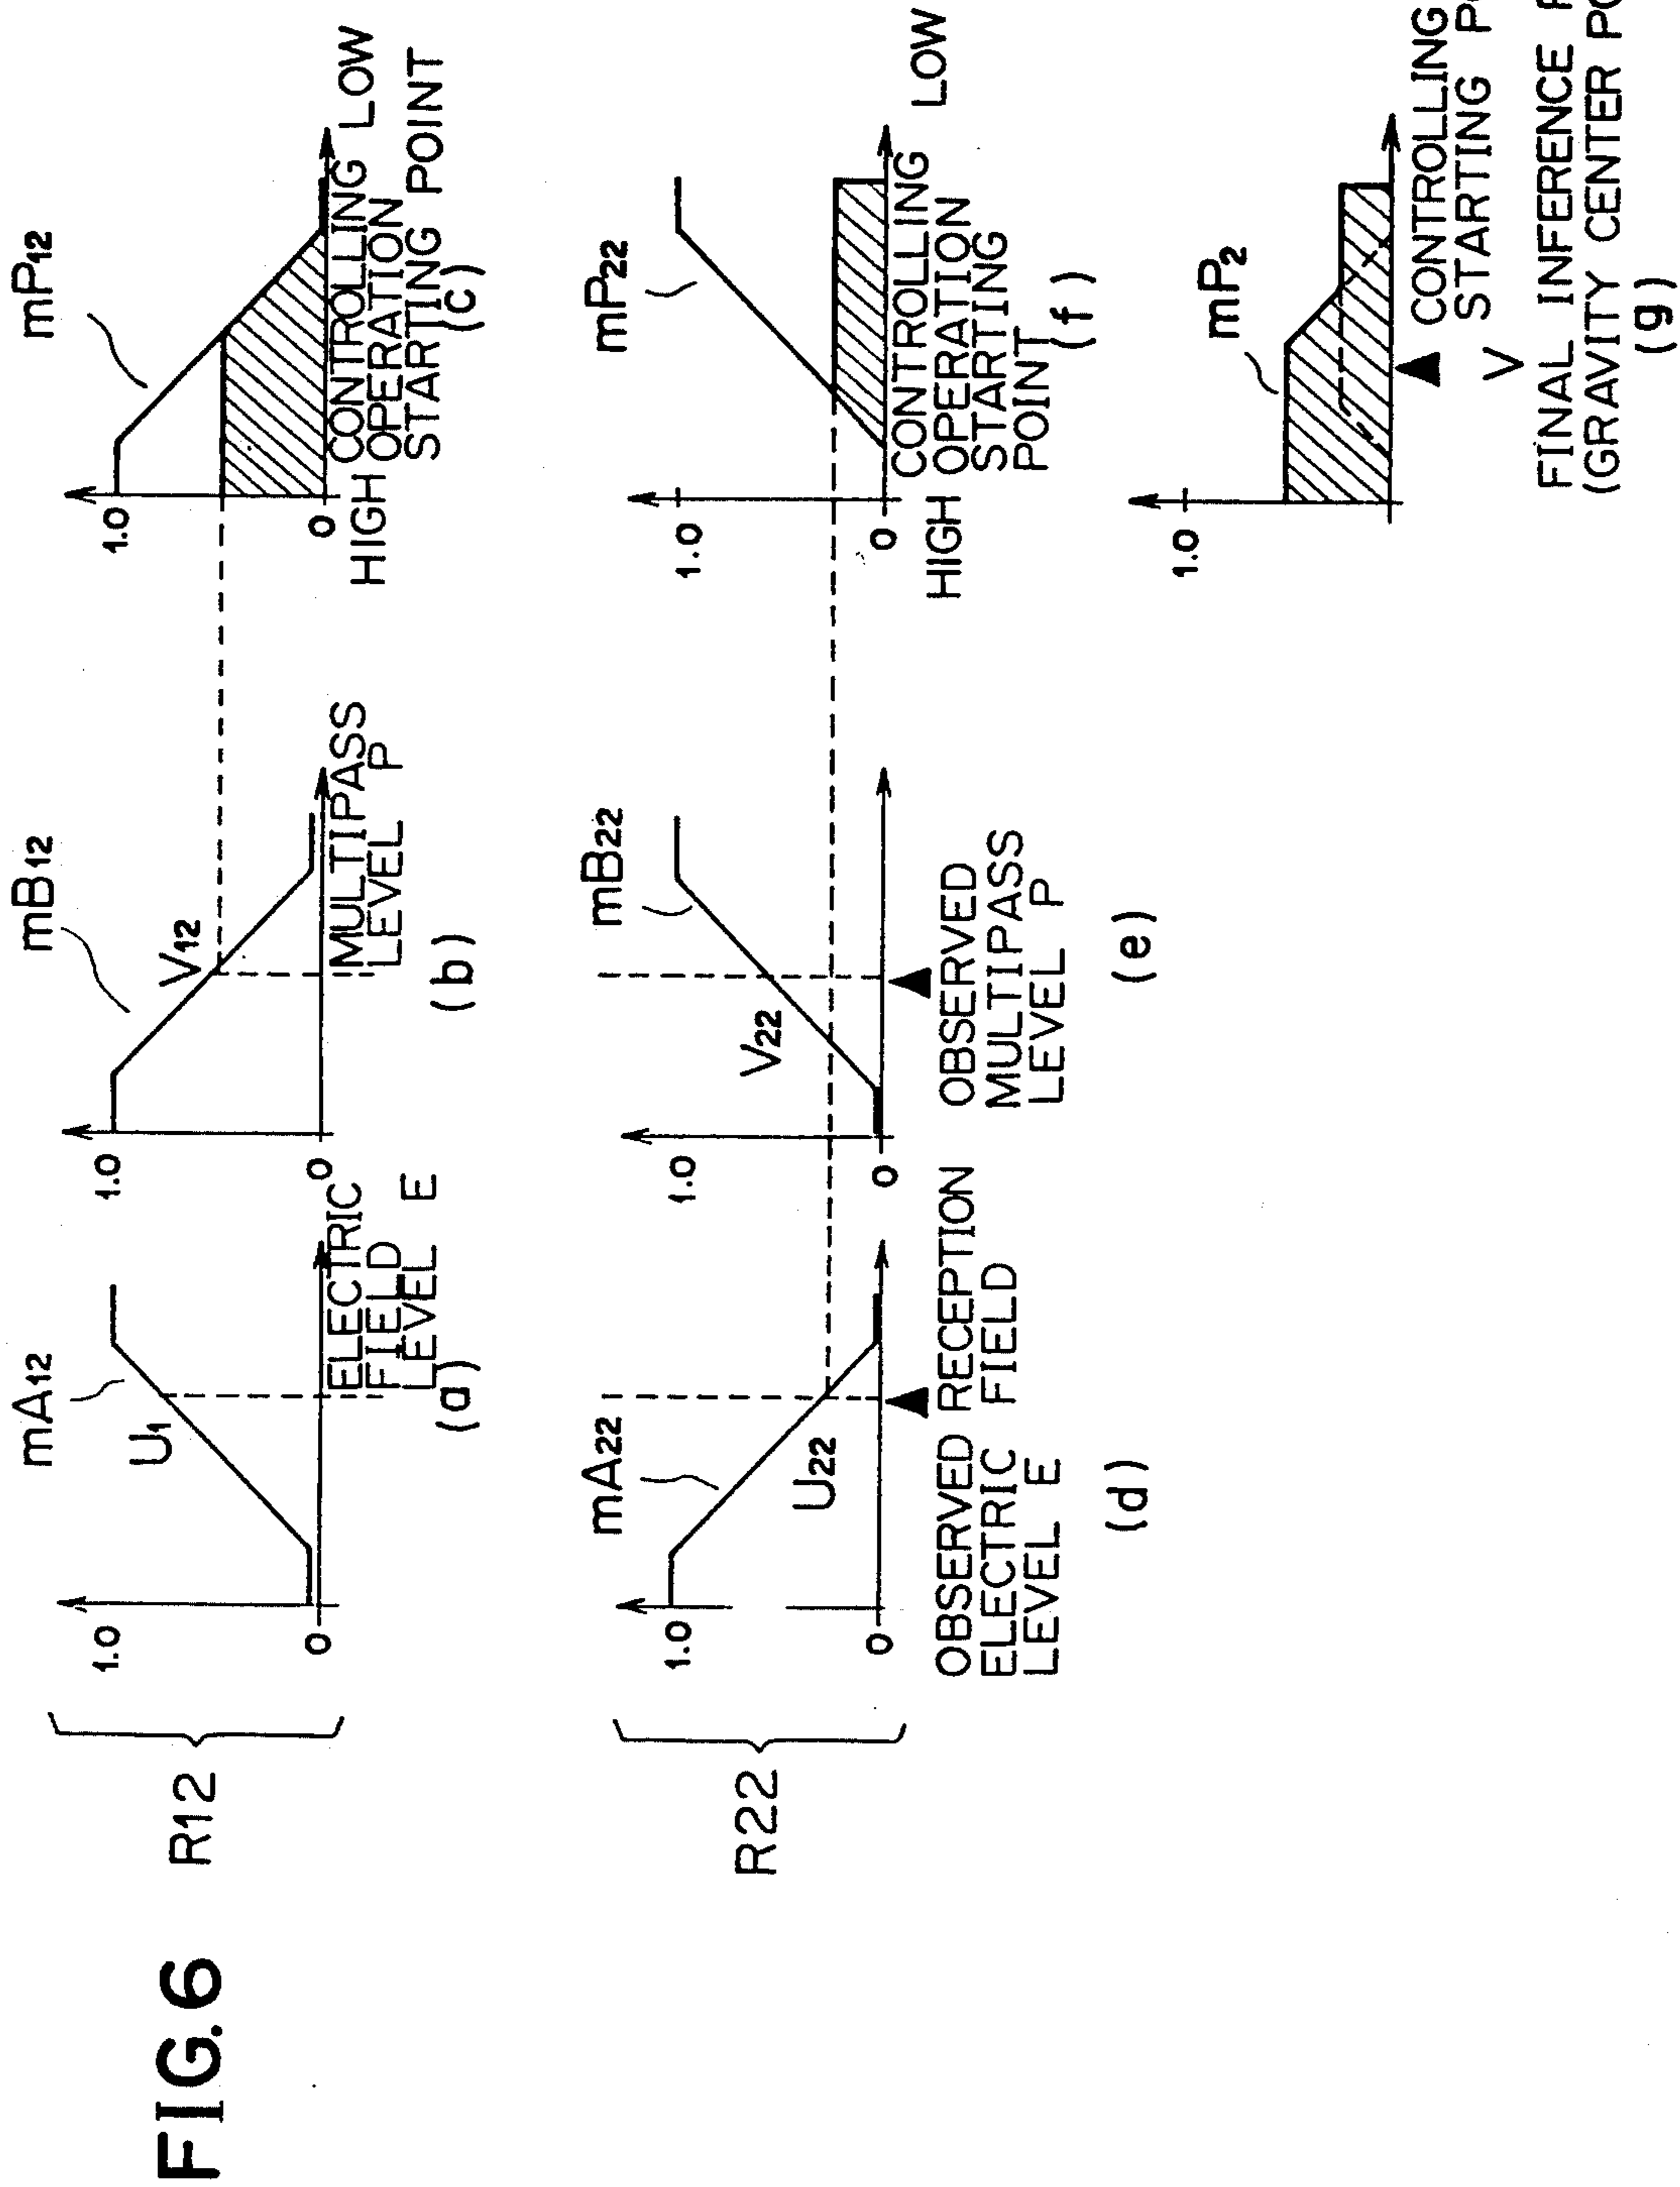 FIG. 6
R12
1.0
mA12
U1
0
ELECTRIC
FIELD
LEVEL E
(a)
1.0
mB12
V12
0
MULTIPASS
LEVEL P
(b)
1.0
mP12
0
HIGH
CONTROLLING
OPERATION
STARTING POINT
LOW
(c)
R22
1.0
mA22
U22
0
OBSERVED RECEPTION
ELECTRIC FIELD
LEVEL E
(d)
1.0
mB22
V22
0
OBSERVED
MULTIPASS
LEVEL P
(e)
1.0
mP22
0
HIGH
CONTROLLING
OPERATION
STARTING
POINT
LOW
(f)
1.0
mP2
CONTROLLING
STARTING
V
FINAL INFERENCE
(GRAVITY CENTER
(g)